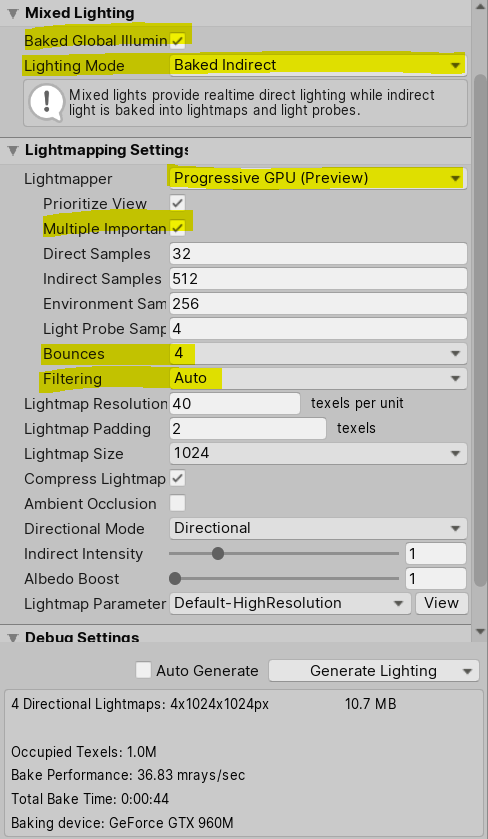 Mixed Lighting
Baked Global Illumin
Lighting Mode Baked Indirect
Mixed lights provide realtime direct lighting while indirect
light is baked into lightmaps and light probes.
Lightmapping Settings
Lightmapper Progressive GPU (Preview)
Prioritize View
Multiple Importan
Direct Samples 32
Indirect Samples 512
Environment Sam 256
Light Probe Samp 4
Bounces 4
Filtering Auto
Lightmap Resolution 40 texels per unit
Lightmap Padding 2 texels
Lightmap Size 1024
Compress Lightmap
Ambient Occlusion
Directional Mode Directional
Indirect Intensity 1
Albedo Boost 1
Lightmap Parameter Default-HighResolution View
Debug Settings
Auto Generate Generate Lighting
4 Directional Lightmaps: 4x1024x1024px 10.7 MB
Occupied Texels: 1.0M
Bake Performance: 36.83 mrays/sec
Total Bake Time: 0:00:44
Baking device: GeForce GTX 960M